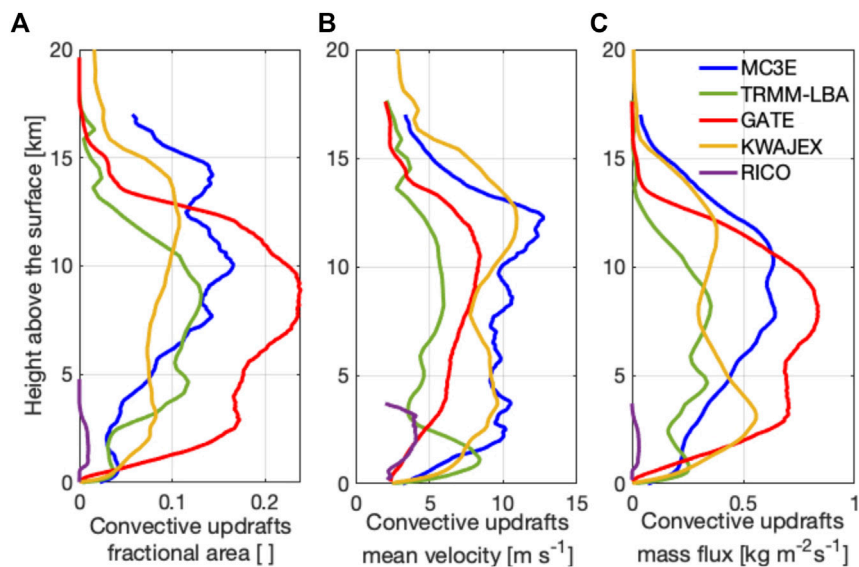 A
B
C
Height above the surface [km]
20
15
10
5
0
0
0.1
0.2
Convective updrafts
fractional area [ ]
20
15
10
5
0
5
10
15
Convective updrafts
mean velocity [m s⁻¹]
20
15
10
5
0
0
0.5
1
Convective updrafts
mass flux [kg m⁻²s⁻¹]
MC3E
TRMM-LBA
GATE
KWAJEX
RICO